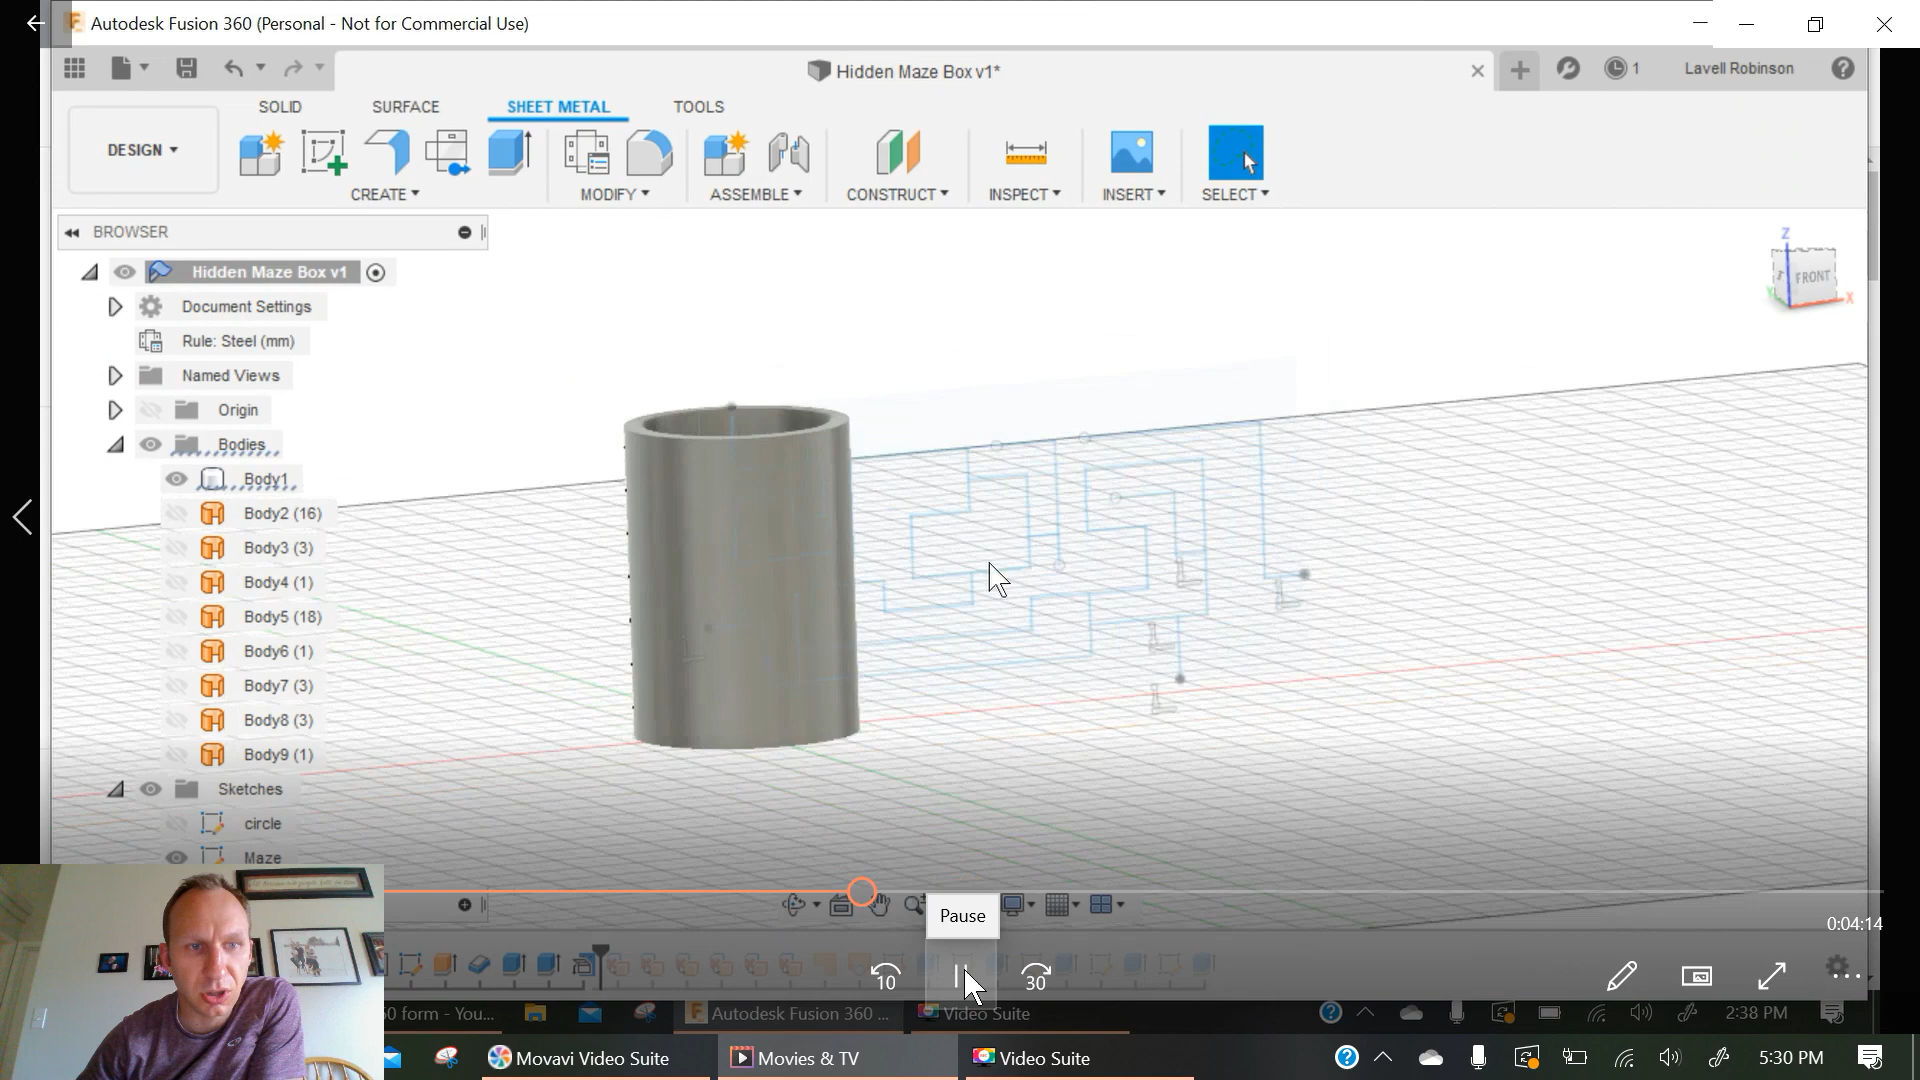 Autodesk Fusion 360 (Personal - Not for Commercial Use)
Hidden Maze Box v1*
1
Lavell Robinson
SOLID
SURFACE
SHEET METAL
TOOLS
DESIGN
CREATE
MODIFY
ASSEMBLE
CONSTRUCT
INSPECT
INSERT
SELECT
BROWSER
Hidden Maze Box v1
Document Settings
Rule: Steel (mm)
Named Views
Origin
Bodies
Body1
Body2 (16)
Body3 (3)
Body4 (1)
Body5 (18)
Body6 (1)
Body7 (3)
Body8 (3)
Body9 (1)
Sketches
circle
Maze
Z
FRONT
X
Pause
0:04:14
10
30
0 form - You...
Autodesk Fusion 360 ...
Video Suite
2:38 PM
Movavi Video Suite
Movies & TV
Video Suite
5:30 PM